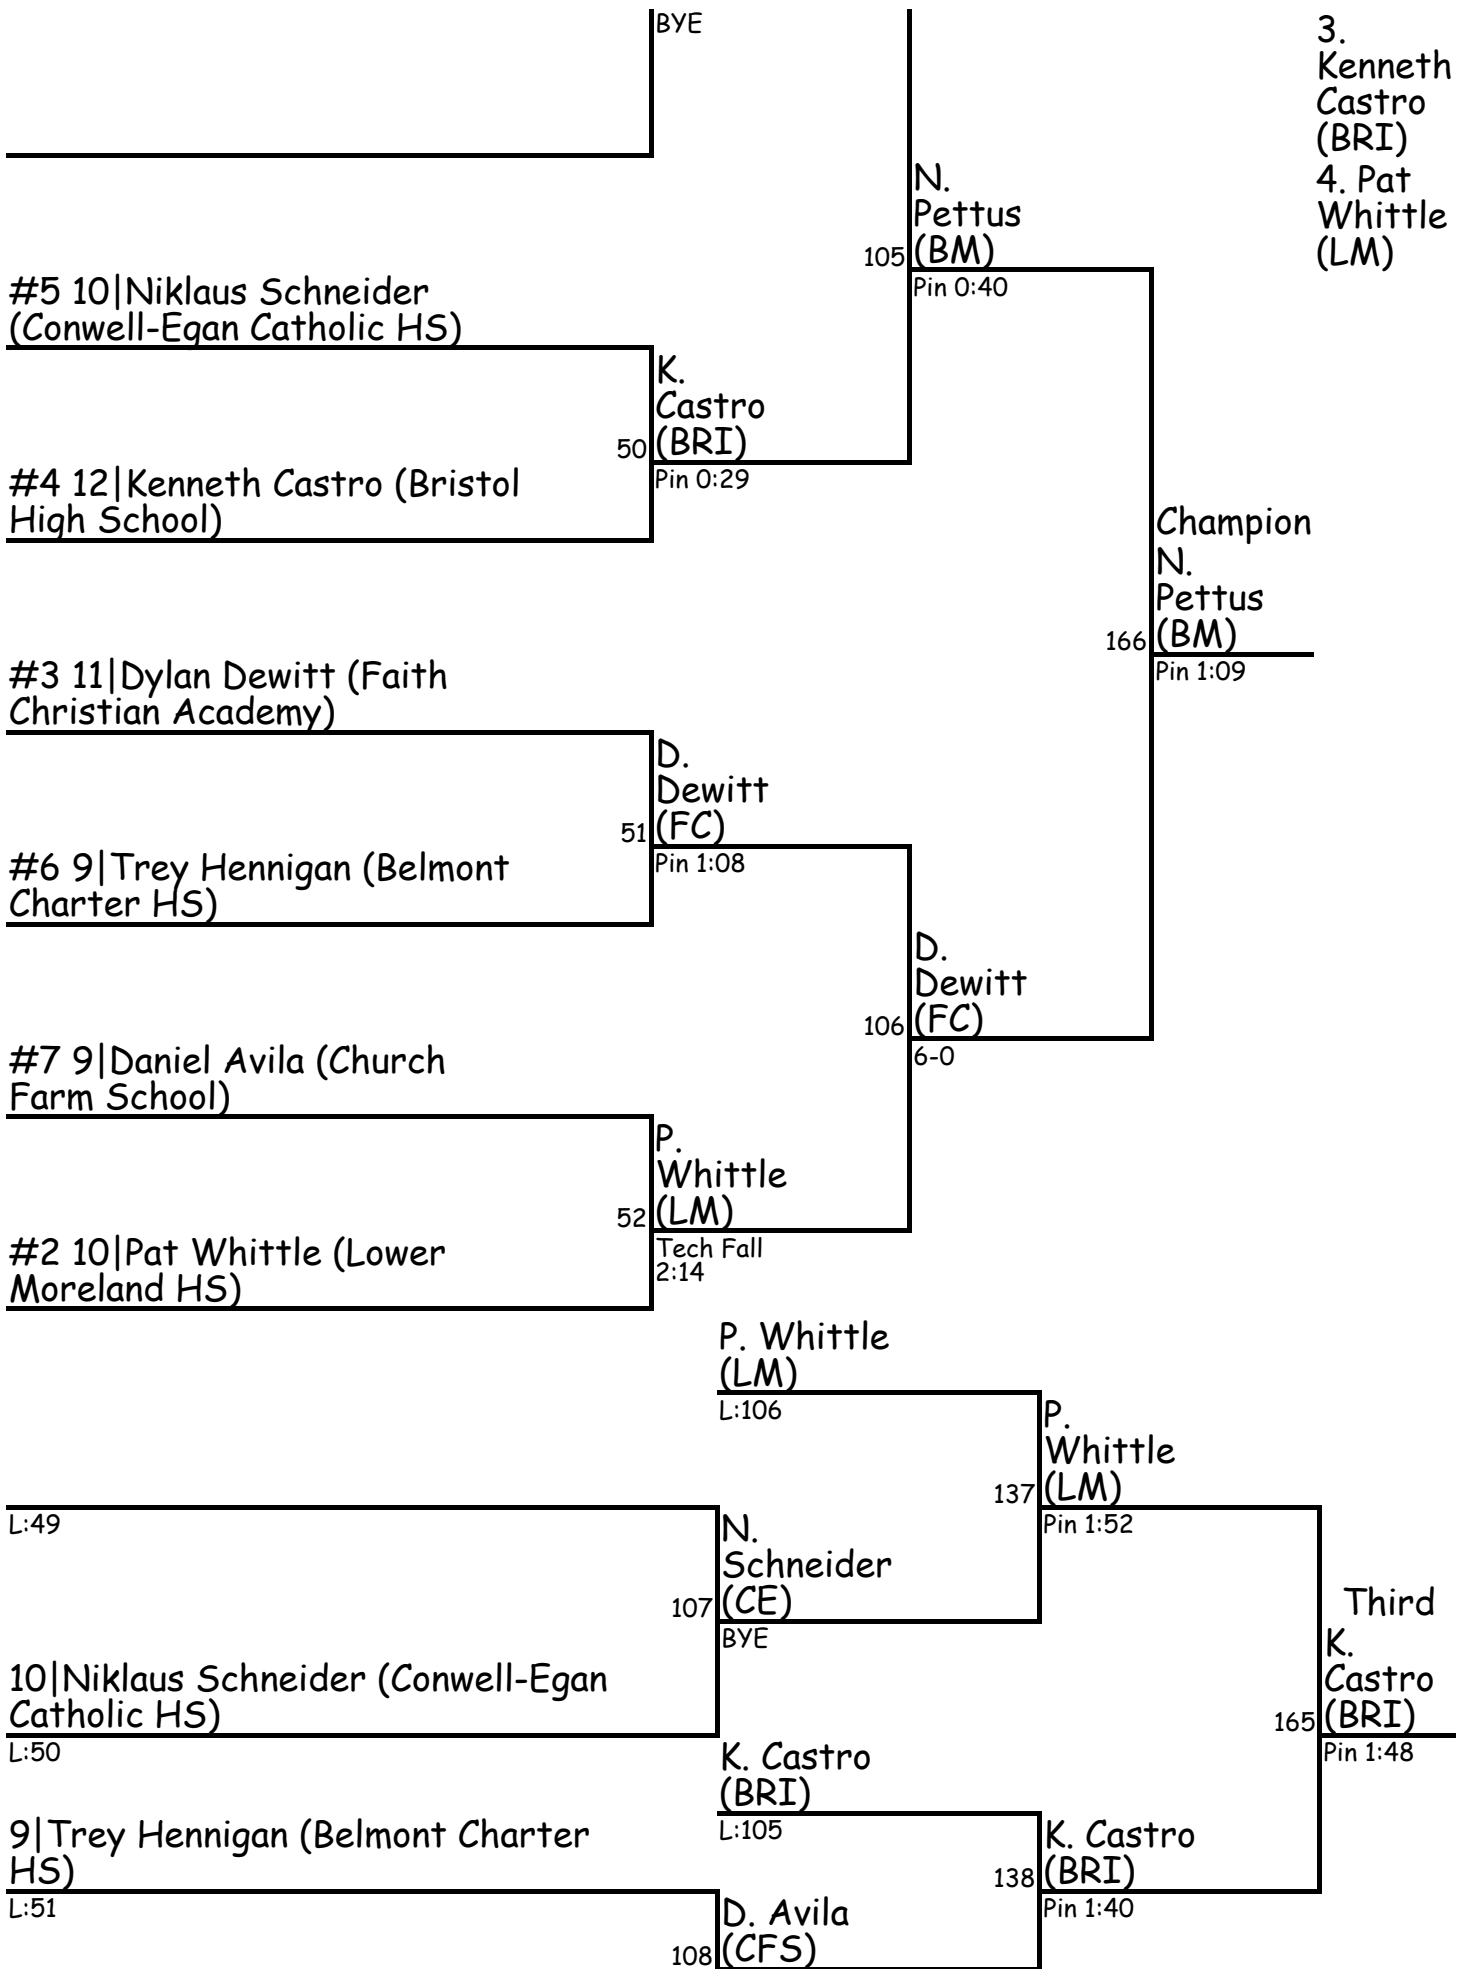 BYE
3.
Kenneth
Castro
(BRI)
4. Pat
Whittle
(LM)
N.
Pettus
(BM)
105
Pin 0:40
#5 10|Niklaus Schneider
(Conwell-Egan Catholic HS)
K.
Castro
(BRI)
50
Pin 0:29
#4 12|Kenneth Castro (Bristol
High School)
Champion
N.
Pettus
(BM)
166
Pin 1:09
#3 11|Dylan Dewitt (Faith
Christian Academy)
D.
Dewitt
(FC)
51
Pin 1:08
#6 9|Trey Hennigan (Belmont
Charter HS)
D.
Dewitt
(FC)
106
6-0
#7 9|Daniel Avila (Church
Farm School)
P.
Whittle
(LM)
52
Tech Fall
2:14
#2 10|Pat Whittle (Lower
Moreland HS)
P. Whittle
(LM)
L:106
P.
Whittle
(LM)
137
Pin 1:52
L:49
N.
Schneider
(CE)
107
BYE
Third
K.
Castro
(BRI)
165
Pin 1:48
10|Niklaus Schneider (Conwell-Egan
Catholic HS)
L:50
K. Castro
(BRI)
L:105
K. Castro
(BRI)
138
Pin 1:40
9|Trey Hennigan (Belmont Charter
HS)
L:51
D. Avila
(CFS)
108